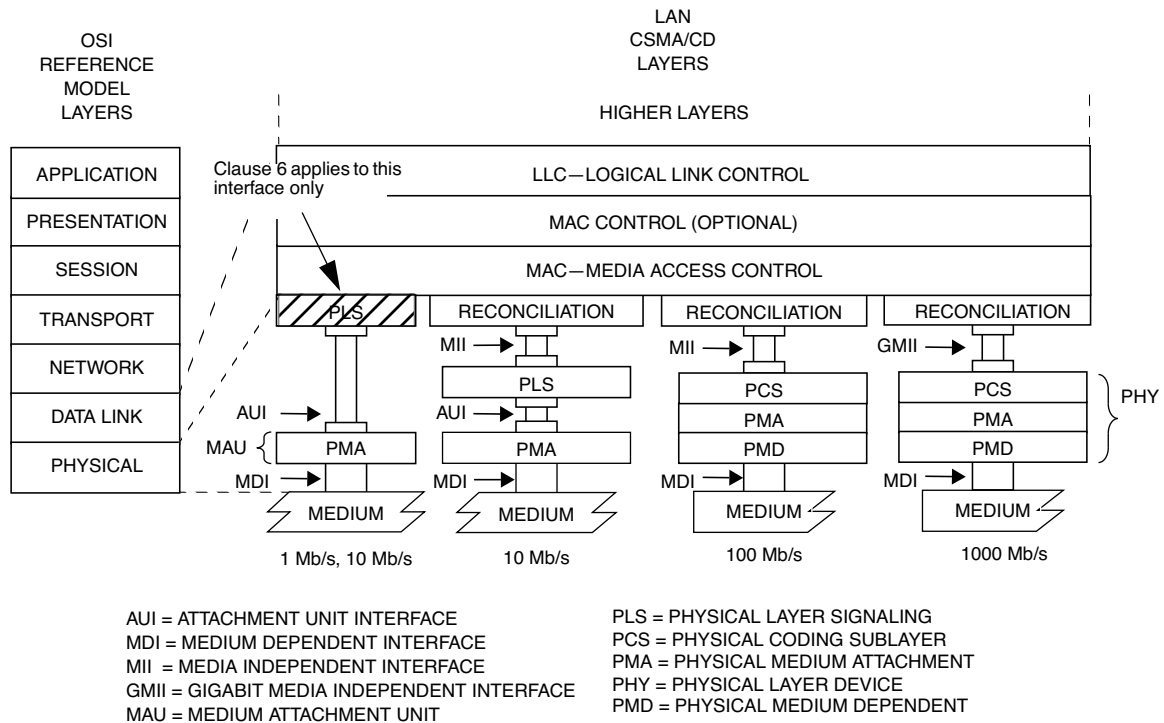 OSI
REFERENCE
MODEL
LAYERS
LAN
CSMA/CD
LAYERS
HIGHER LAYERS
APPLICATION
PRESENTATION
SESSION
TRANSPORT
NETWORK
DATA LINK
PHYSICAL
Clause 6 applies to this
interface only
LLC—LOGICAL LINK CONTROL
MAC CONTROL (OPTIONAL)
MAC—MEDIA ACCESS CONTROL
PLS
AUI
MAU
PMA
MDI
MEDIUM
1 Mb/s, 10 Mb/s
RECONCILIATION
MII
PLS
AUI
PMA
MDI
MEDIUM
10 Mb/s
RECONCILIATION
MII
PCS
PMA
PMD
MDI
MEDIUM
100 Mb/s
RECONCILIATION
GMII
PCS
PMA
PMD
PHY
MDI
MEDIUM
1000 Mb/s
AUI = ATTACHMENT UNIT INTERFACE
MDI = MEDIUM DEPENDENT INTERFACE
MII = MEDIA INDEPENDENT INTERFACE
GMII = GIGABIT MEDIA INDEPENDENT INTERFACE
MAU = MEDIUM ATTACHMENT UNIT
PLS = PHYSICAL LAYER SIGNALING
PCS = PHYSICAL CODING SUBLAYER
PMA = PHYSICAL MEDIUM ATTACHMENT
PHY = PHYSICAL LAYER DEVICE
PMD = PHYSICAL MEDIUM DEPENDENT